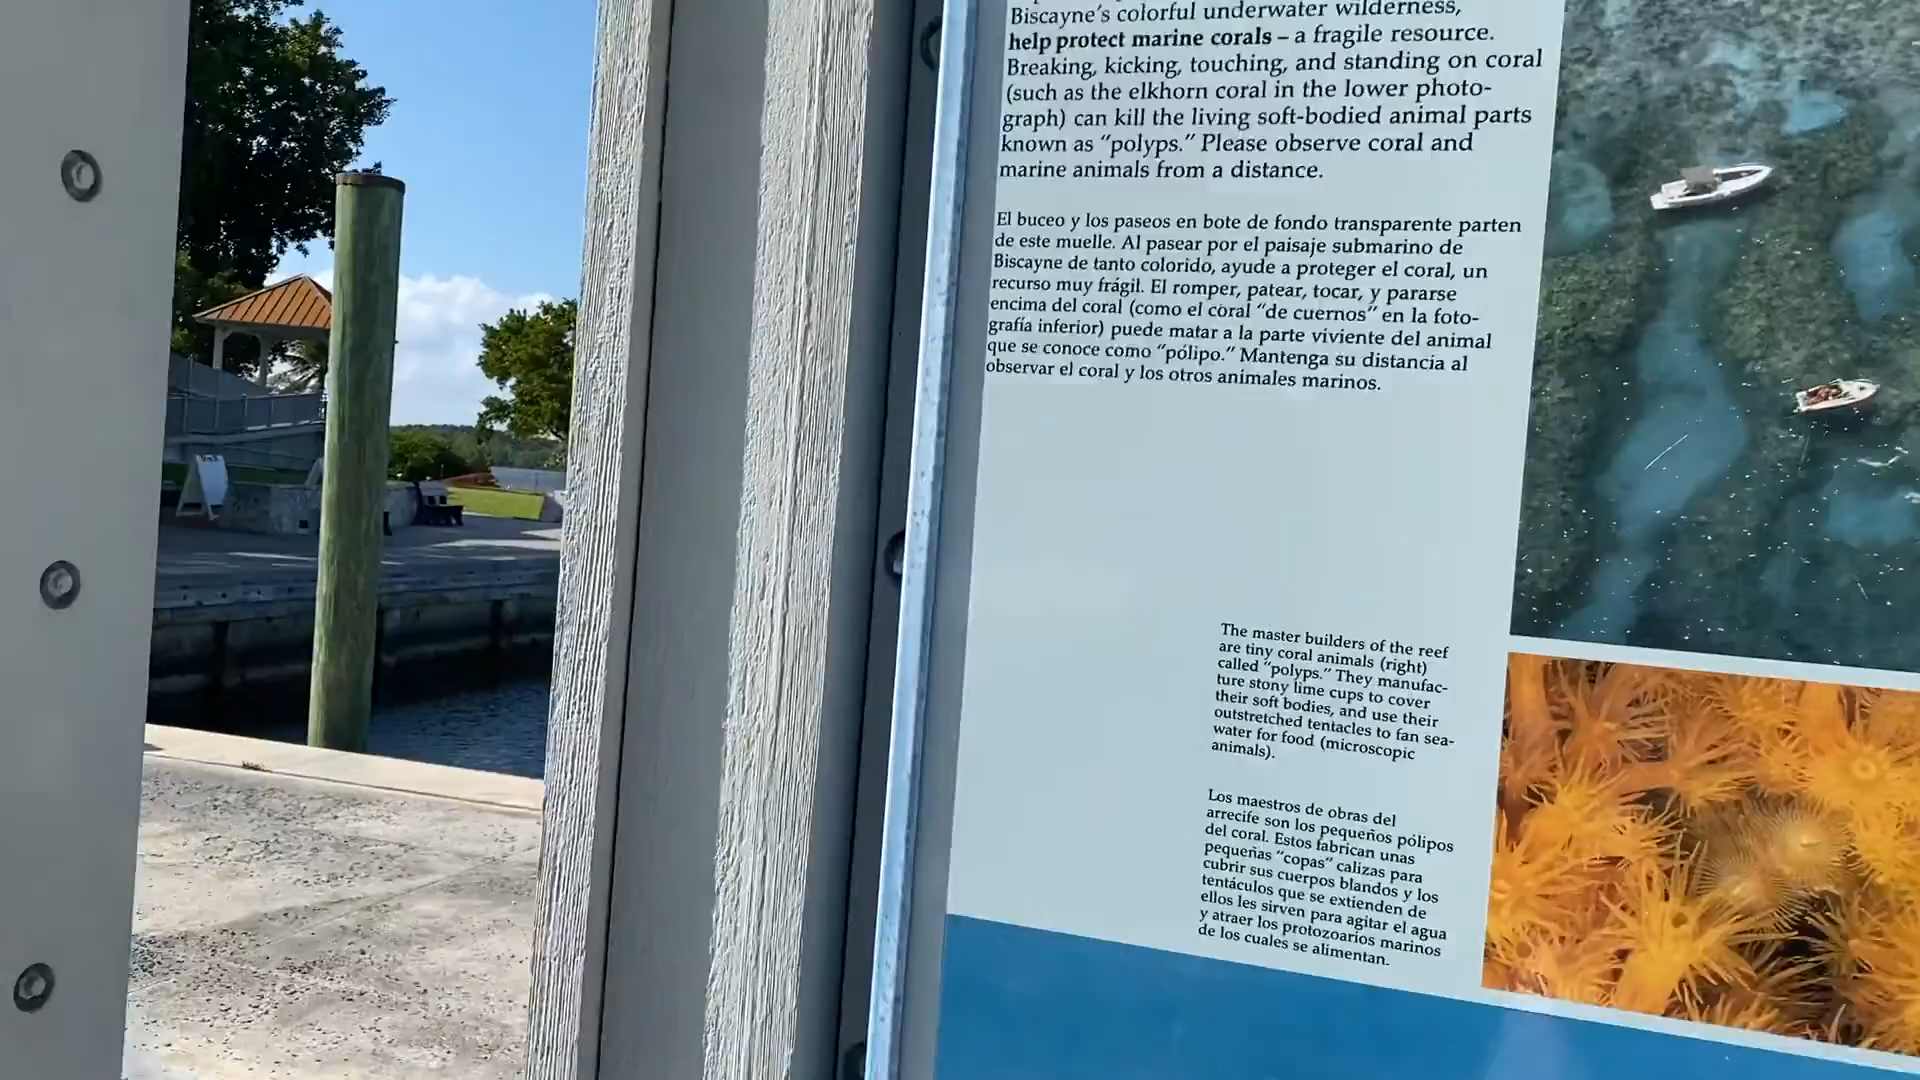 Biscayne's colorful underwater wilderness,
help protect marine corals – a fragile resource.
Breaking, kicking, touching, and standing on coral
(such as the elkhorn coral in the lower photo-
graph) can kill the living soft-bodied animal parts
known as "polyps." Please observe coral and
marine animals from a distance.
El buceo y los paseos en bote de fondo transparente parten
de este muelle. Al pasear por el paisaje submarino de
Biscayne de tanto colorido, ayude a proteger el coral, un
recurso muy frágil. El romper, patear, tocar, y pararse
encima del coral (como el coral "de cuernos" en la foto-
grafía inferior) puede matar a la parte viviente del animal
que se conoce como "pólipo." Mantenga su distancia al
observar el coral y los otros animales marinos.
The master builders of the reef
are tiny coral animals (right)
called "polyps." They manufac-
ture stony lime cups to cover
their soft bodies, and use their
outstretched tentacles to fan sea-
water for food (microscopic
animals).
Los maestros de obras del
arrecife son los pequeños pólipos
del coral. Estos fabrican unas
pequeñas "copas" calizas para
cubrir sus cuerpos blandos y los
tentáculos que se extienden de
ellos les sirven para agitar el agua
y atraer los protozoarios marinos
de los cuales se alimentan.